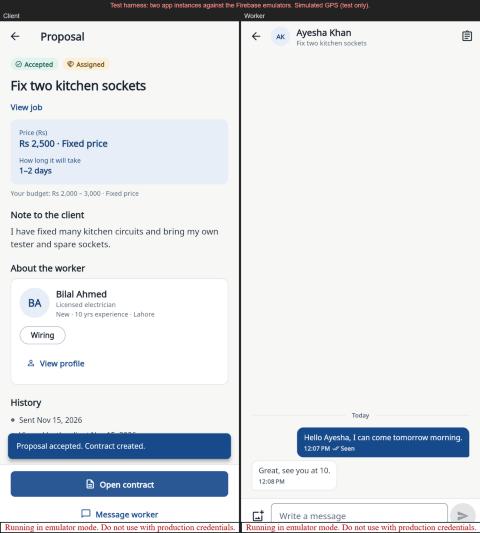 Test harness: two app instances against the Firebase emulators. Simulated GPS (test only).
Client
Proposal
Accepted
Assigned
Fix two kitchen sockets
View job
Price (Rs)
Rs 2,500 · Fixed price
How long it will take
1–2 days
Your budget: Rs 2,000 – 3,000 · Fixed price
Note to the client
I have fixed many kitchen circuits and bring my own
tester and spare sockets.
About the worker
BA
Bilal Ahmed
Licensed electrician
New · 10 yrs experience · Lahore
Wiring
View profile
History
Sent Nov 15, 2026
Proposal accepted. Contract created.
Open contract
Message worker
Running in emulator mode. Do not use with production credentials.
Worker
AK
Ayesha Khan
Fix two kitchen sockets
Today
Hello Ayesha, I can come tomorrow morning.
12:07 PM Seen
Great, see you at 10.
12:08 PM
Write a message
Running in emulator mode. Do not use with production credentials.